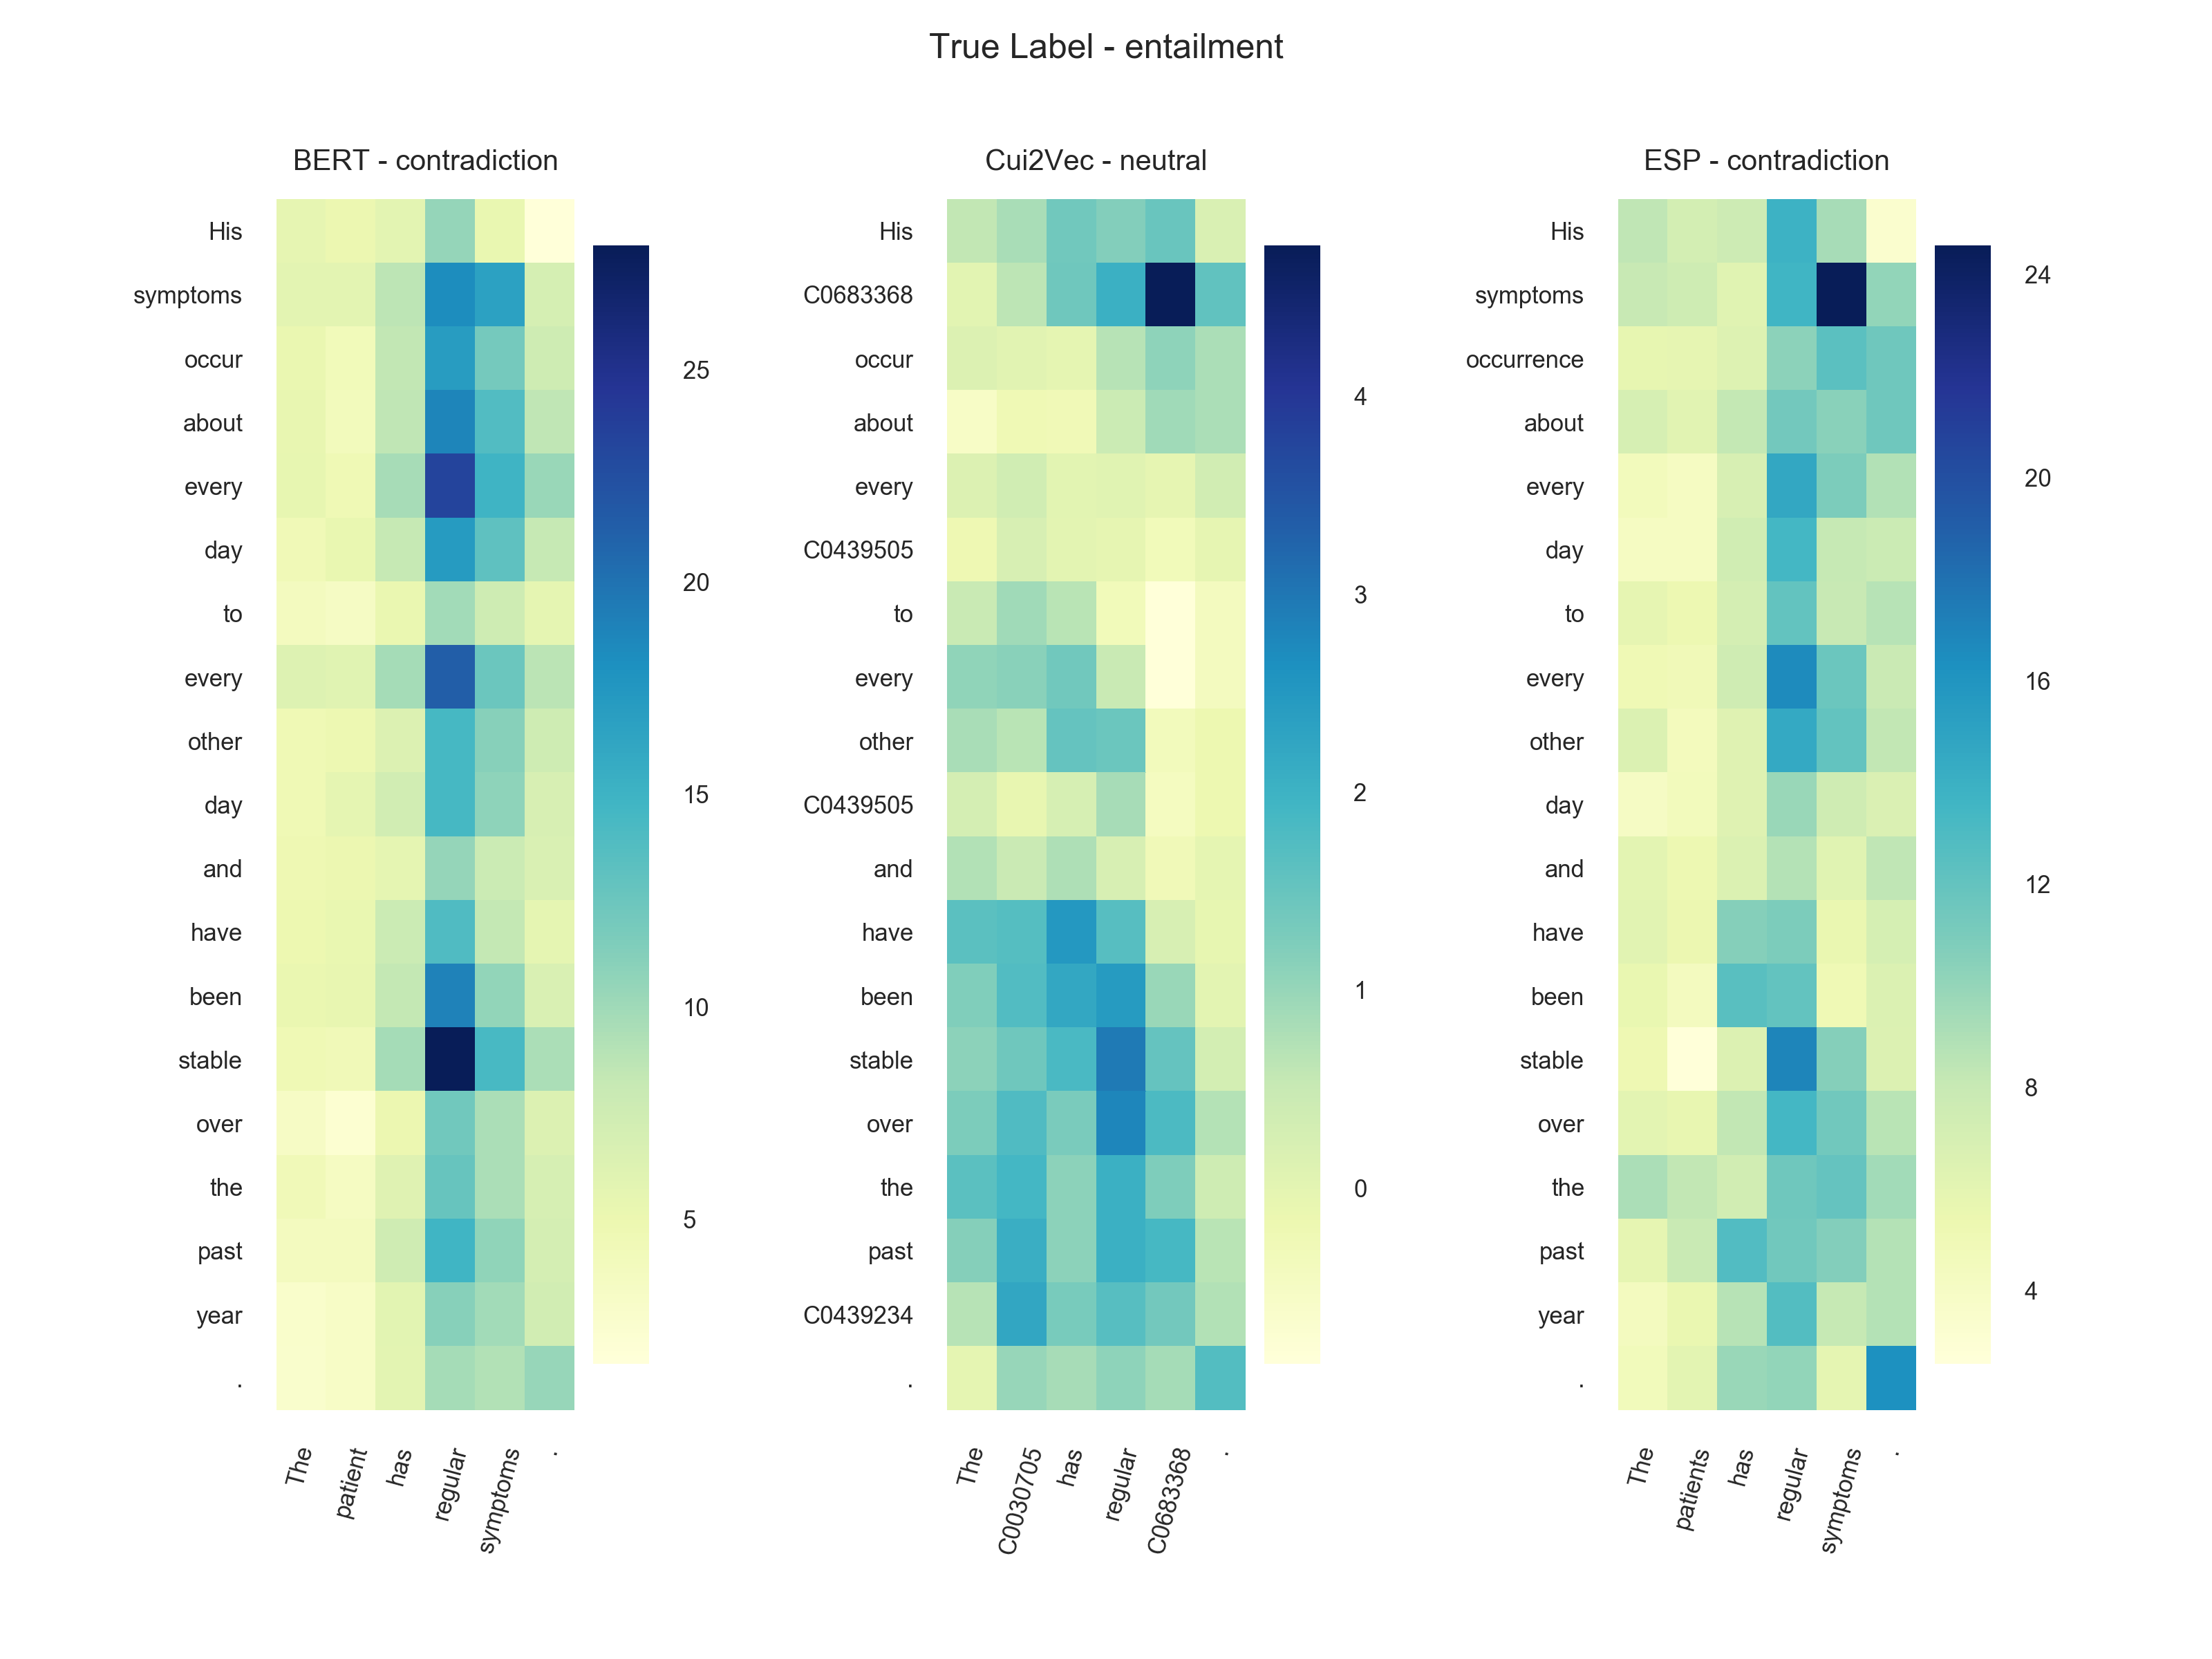 True Label - entailment
BERT - contradiction
His
symptoms
occur
about
every
day
to
every
other
day
and
have
been
stable
over
the
past
year
.
The
patient
has
regular
symptoms
.
25
20
15
10
5
Cui2Vec - neutral
His
C0683368
occur
about
every
C0439505
to
every
other
C0439505
and
have
been
stable
over
the
past
C0439234
.
The
C0030705
has
regular
C0683368
.
4
3
2
1
0
ESP - contradiction
His
symptoms
occurrence
about
every
day
to
every
other
day
and
have
been
stable
over
the
past
year
.
The
patients
has
regular
symptoms
.
24
20
16
12
8
4